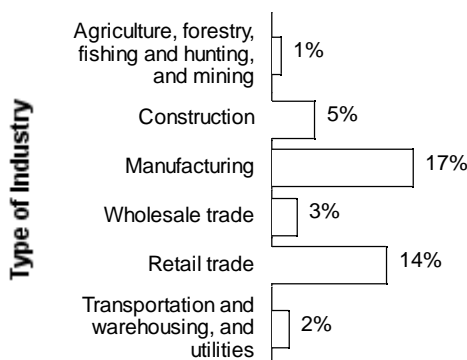 Type of Industry
Agriculture, forestry,
fishing and hunting,
and mining
1%
Construction
5%
Manufacturing
17%
Wholesale trade
3%
Retail trade
14%
Transportation and
warehousing, and
utilities
2%